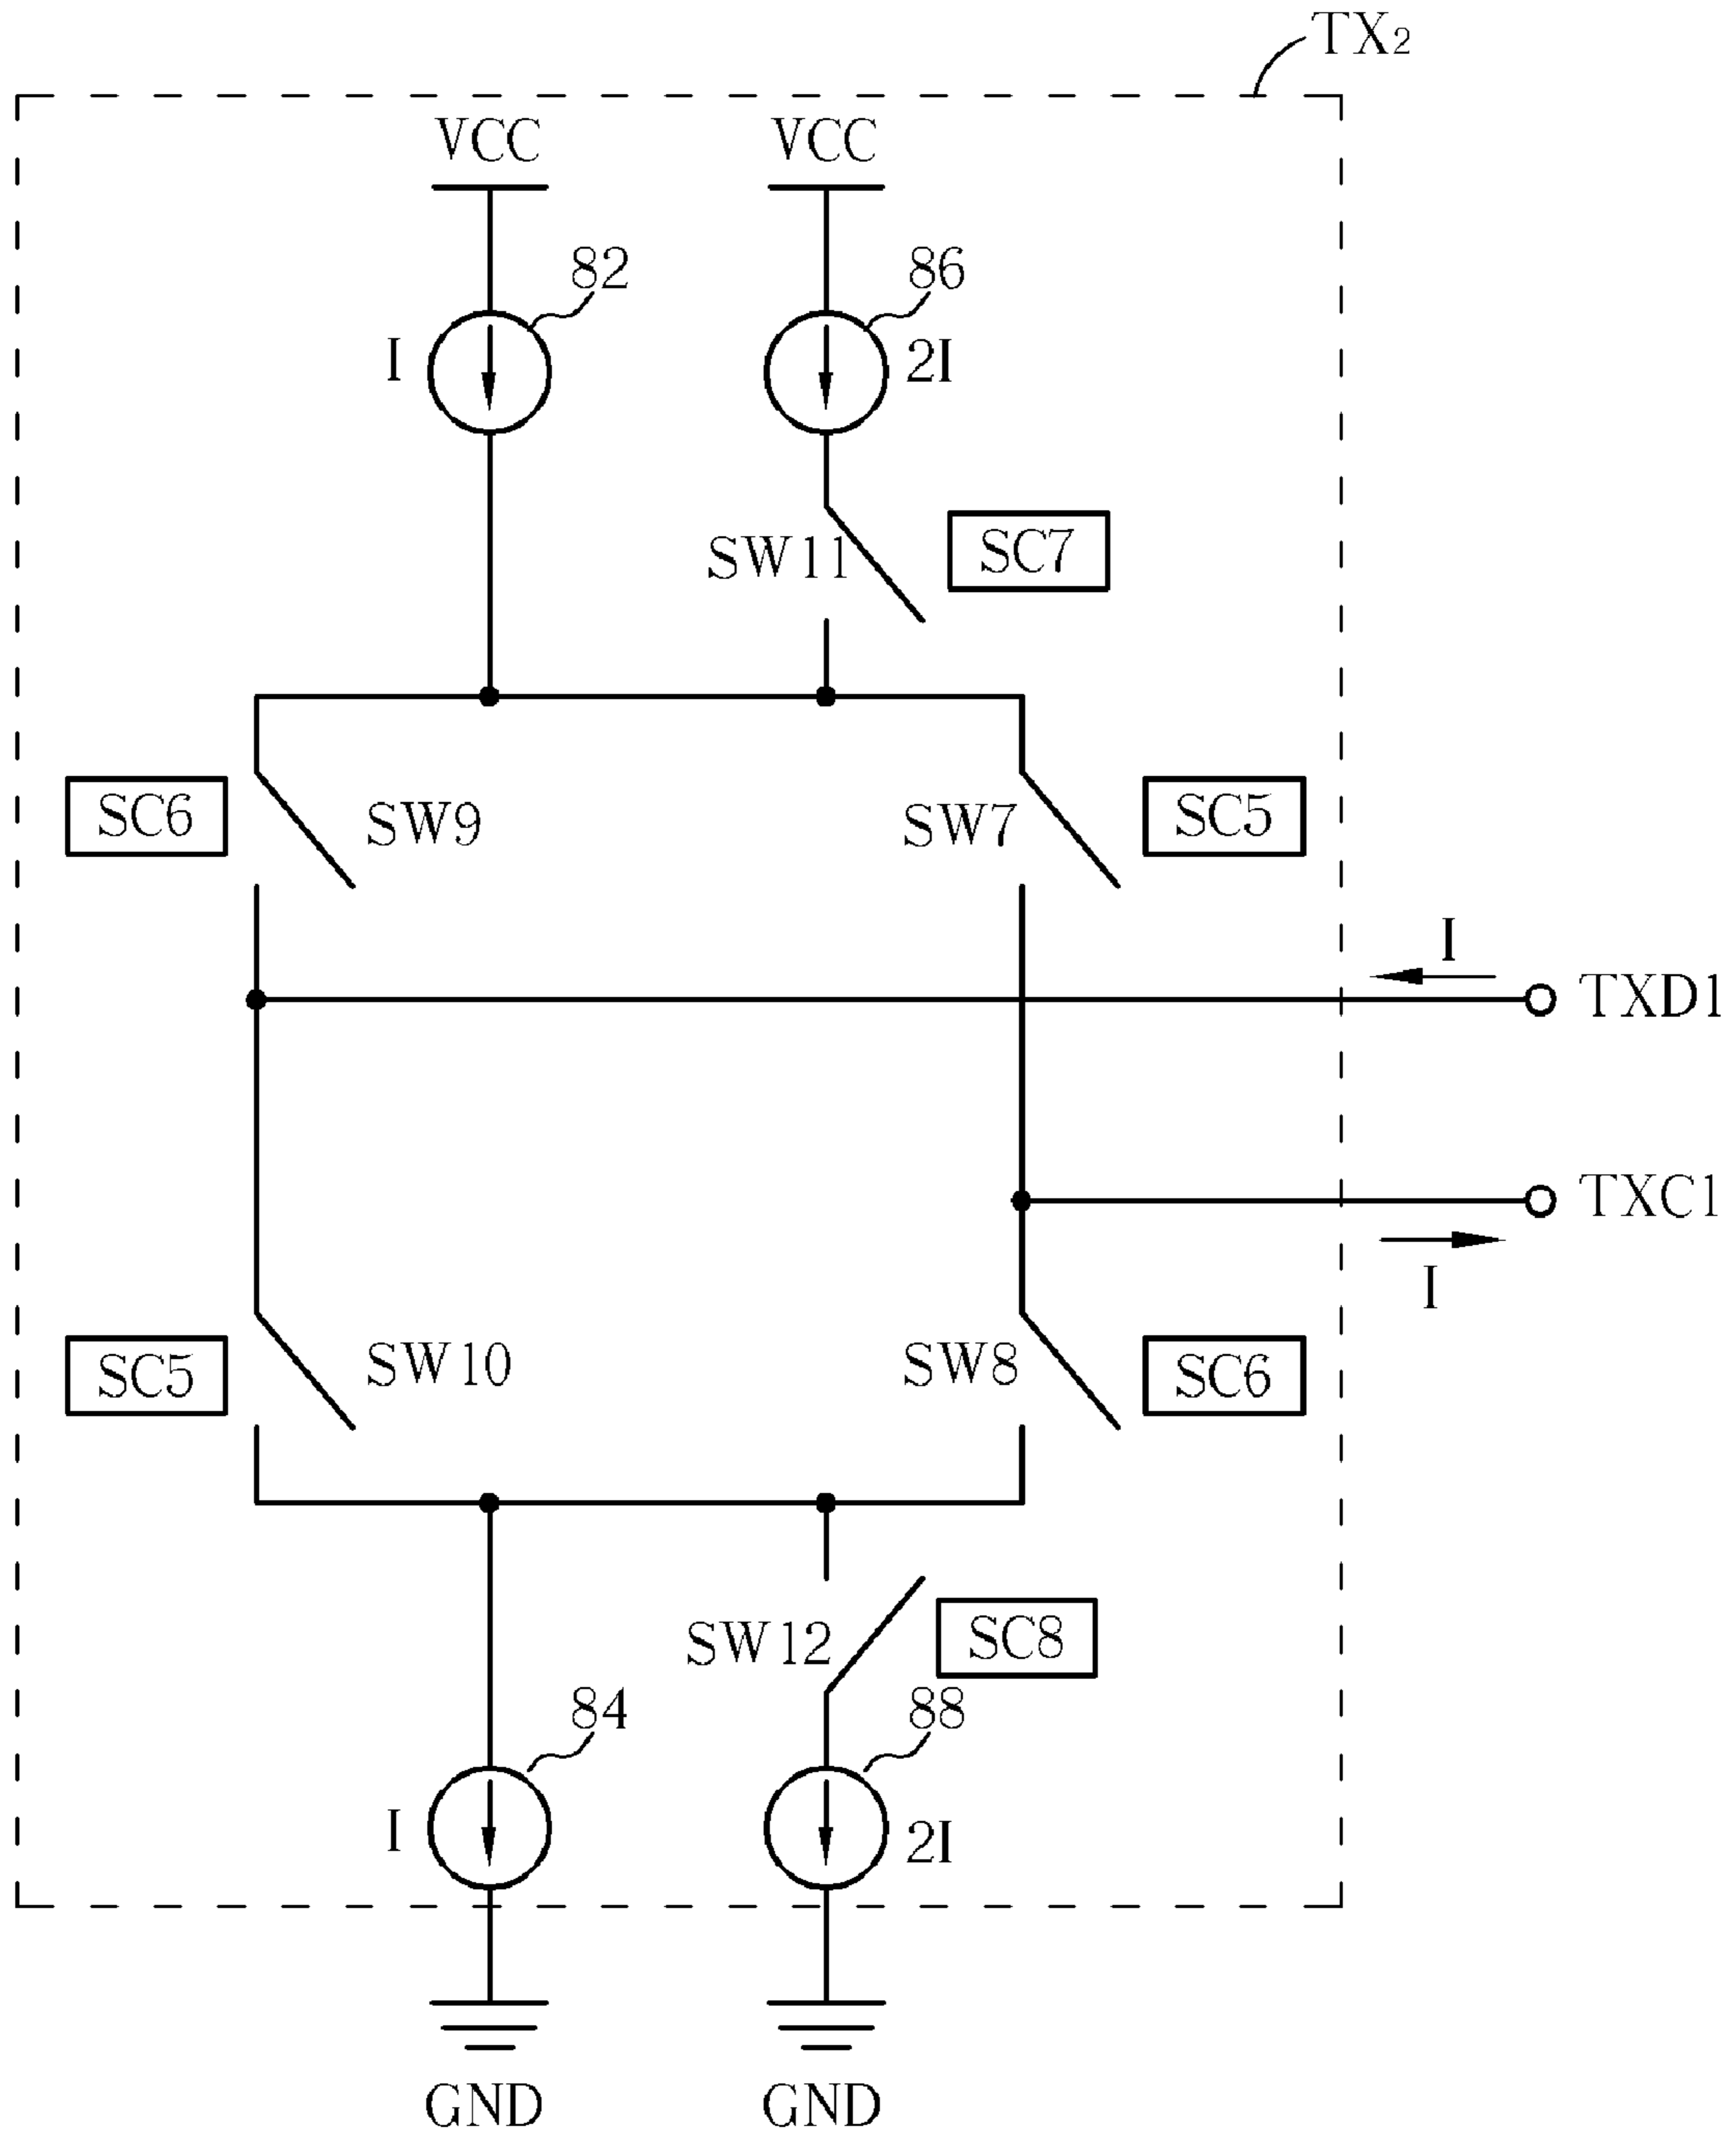 TX2
VCC
VCC
82
86
I
2I
SW11
SC7
SC6
SW9
SW7
SC5
I
TXD1
TXC1
I
SC5
SW10
SW8
SC6
SW12
SC8
84
88
I
2I
GND
GND